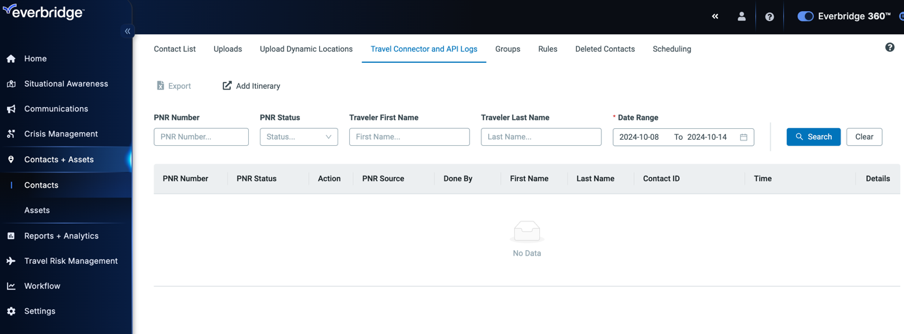 everbridge
Everbridge 360™
Home
Situational Awareness
Communications
Crisis Management
Contacts + Assets
Contacts
Assets
Reports + Analytics
Travel Risk Management
Workflow
Settings
Contact List Uploads Upload Dynamic Locations Travel Connector and API Logs Groups Rules Deleted Contacts Scheduling
Export Add Itinerary
PNR Number PNR Status Traveler First Name Traveler Last Name * Date Range
PNR Number... Status... First Name... Last Name... 2024-10-08 To 2024-10-14 Search Clear
PNR Number PNR Status Action PNR Source Done By First Name Last Name Contact ID Time Details
No Data